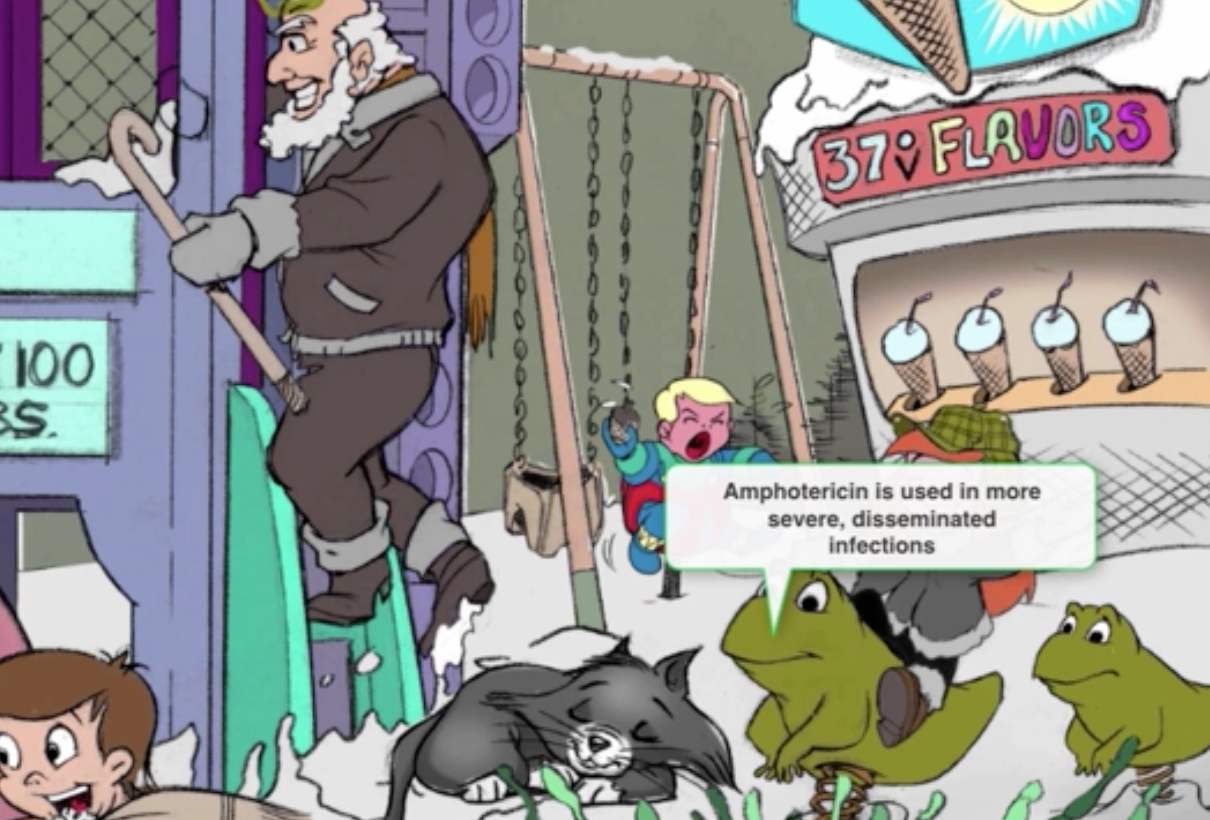 37° FLAVORS
100
BS.
Amphotericin is used in more
severe, disseminated
infections